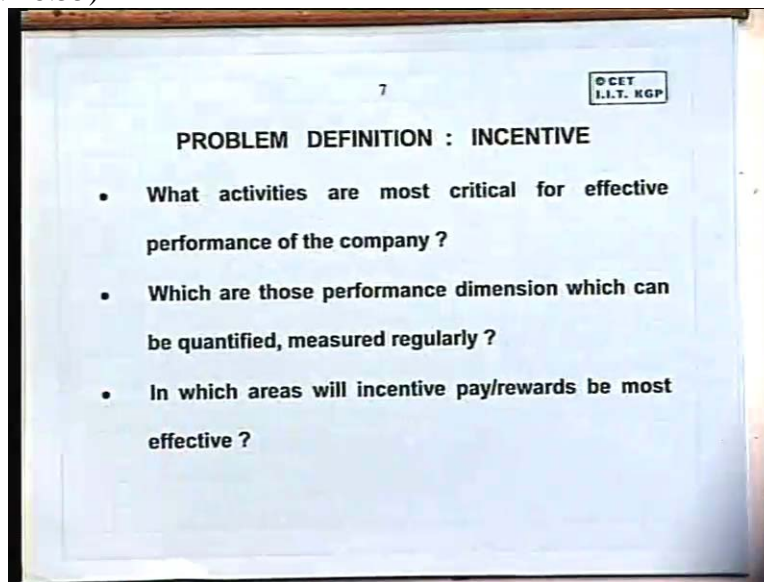 7
© CET
I.I.T. KGP
PROBLEM DEFINITION : INCENTIVE
• What activities are most critical for effective
performance of the company ?
• Which are those performance dimension which can
be quantified, measured regularly ?
• In which areas will incentive pay/rewards be most
effective ?